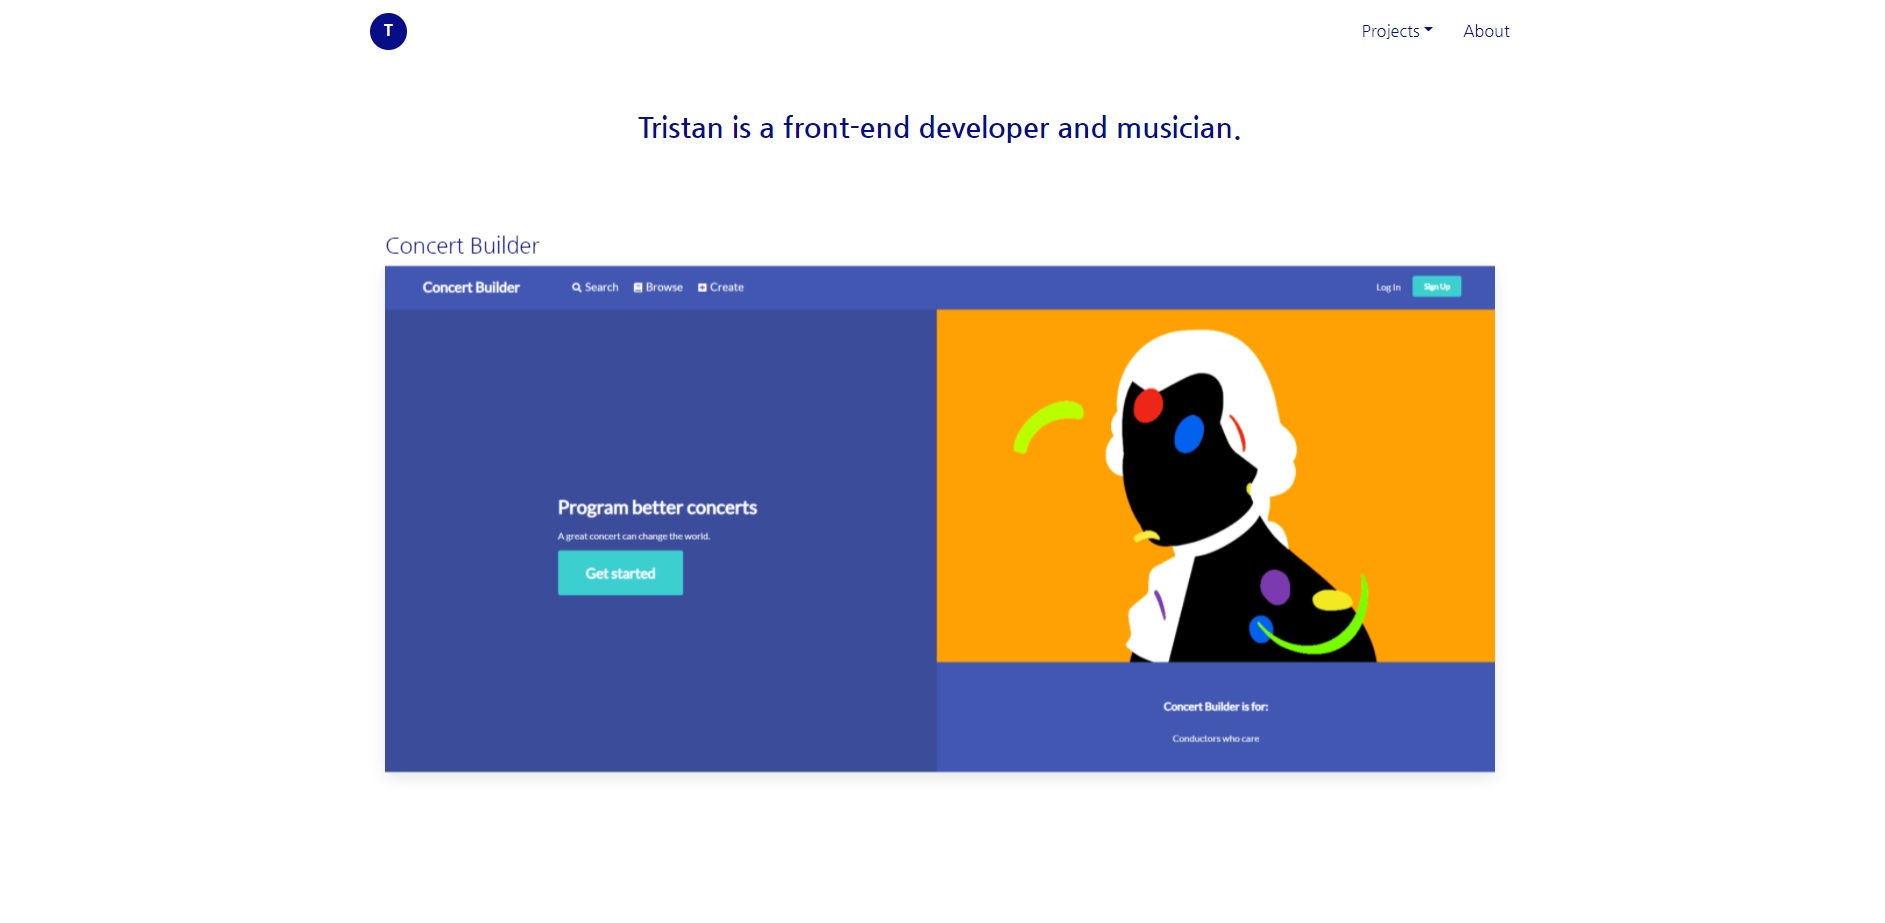 T
Projects About
Tristan is a front-end developer and musician.
Concert Builder
Concert Builder Search Browse Create Log In Sign Up
Program better concerts
A great concert can change the world.
Get started
Concert Builder is for:
Conductors who care